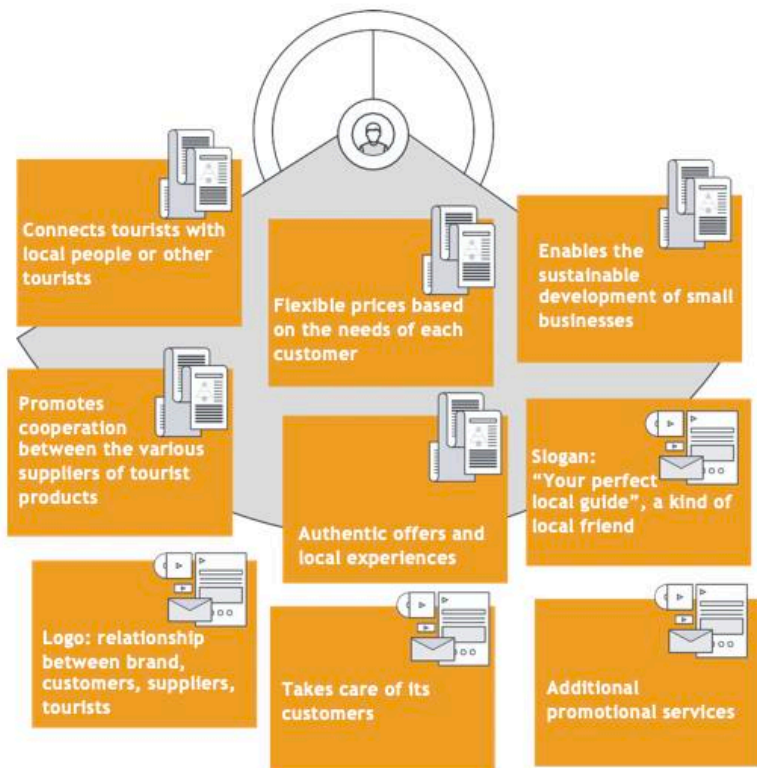 Connects tourists with
local people or other
tourists
Flexible prices based
on the needs of each
customer
Enables the
sustainable
development of small
businesses
Promotes
cooperation
between the various
suppliers of tourist
products
Authentic offers and
local experiences
Slogan:
“Your perfect
local guide”, a kind of
local friend
Logo: relationship
between brand,
customers, suppliers,
tourists
Takes care of its
customers
Additional
promotional services